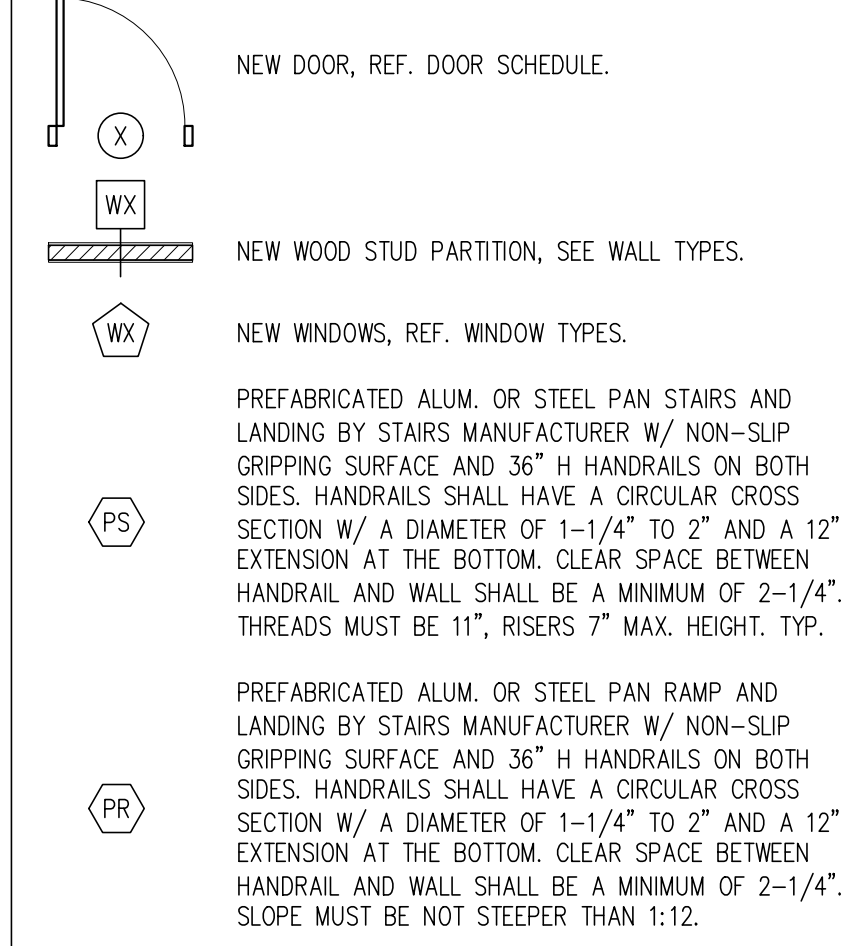 NEW DOOR, REF. DOOR SCHEDULE.
X
WX
NEW WOOD STUD PARTITION, SEE WALL TYPES.
WX
NEW WINDOWS, REF. WINDOW TYPES.
PS
PREFABRICATED ALUM. OR STEEL PAN STAIRS AND
LANDING BY STAIRS MANUFACTURER W/ NON-SLIP
GRIPPING SURFACE AND 36" H HANDRAILS ON BOTH
SIDES. HANDRAILS SHALL HAVE A CIRCULAR CROSS
SECTION W/ A DIAMETER OF 1-1/4" TO 2" AND A 12"
EXTENSION AT THE BOTTOM. CLEAR SPACE BETWEEN
HANDRAIL AND WALL SHALL BE A MINIMUM OF 2-1/4".
THREADS MUST BE 11", RISERS 7" MAX. HEIGHT. TYP.
PR
PREFABRICATED ALUM. OR STEEL PAN RAMP AND
LANDING BY STAIRS MANUFACTURER W/ NON-SLIP
GRIPPING SURFACE AND 36" H HANDRAILS ON BOTH
SIDES. HANDRAILS SHALL HAVE A CIRCULAR CROSS
SECTION W/ A DIAMETER OF 1-1/4" TO 2" AND A 12"
EXTENSION AT THE BOTTOM. CLEAR SPACE BETWEEN
HANDRAIL AND WALL SHALL BE A MINIMUM OF 2-1/4".
SLOPE MUST BE NOT STEEPER THAN 1:12.